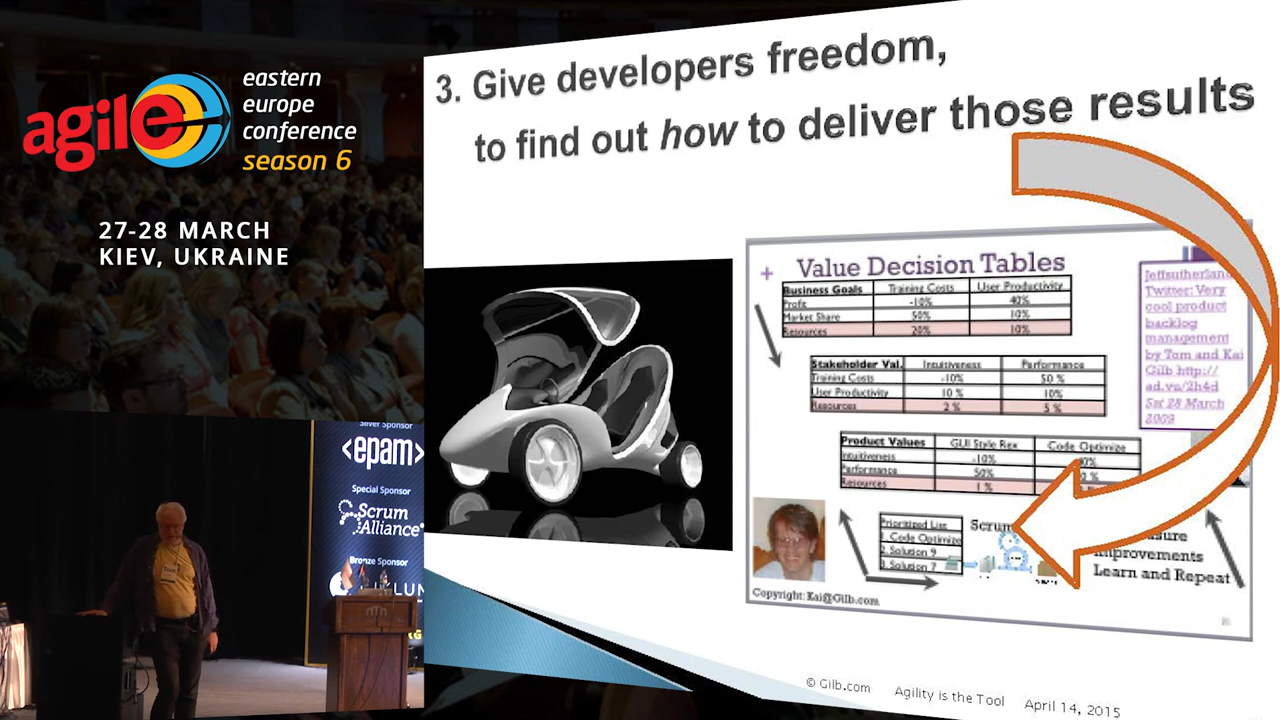 agilee
eastern
europe
conference
season 6
27-28 MARCH
KIEV, UKRAINE
Silver Sponsor
<epam>
Special Sponsor
Scrum
Alliance
Bronze Sponsor
LUN
3. Give developers freedom,
to find out how to deliver those results
+ Value Decision Tables
Business Goals Training Costs User Productivity
Profit -10% 40%
Market Share 50% 10%
Resources 20% 10%
Stakeholder Val. Intuitiveness Performance
Training Costs -10% 50 %
User Productivity 10 % 10%
Resources 2 % 5 %
Product Values GUI Style Rex Code Optimize
Intuitiveness -10%
Performance 50%
Resources 1 %
Prioritized List
1. Code Optimize
2. Solution 9
3. Solution 7
Scrum
improvements
Learn and Repeat
Jeffsutherland
Twitter: Very
cool product
backlog
management
by Tom and Kai
Gilb http://
ad.vu/2h4d
Sat 28 March
2009
Copyright: Kai@Gilb.com
© Gilb.com Agility is the Tool April 14, 2015